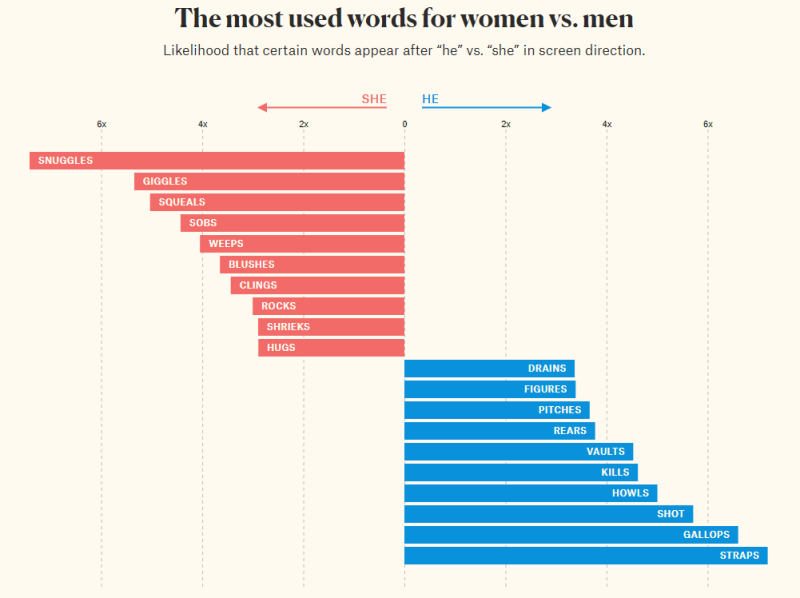 The most used words for women vs. men
Likelihood that certain words appear after “he” vs. “she” in screen direction.
SHE HE
6x 4x 2x 0 2x 4x 6x
SNUGGLES
GIGGLES
SQUEALS
SOBS
WEEPS
BLUSHES
CLINGS
ROCKS
SHRIEKS
HUGS
DRAINS
FIGURES
PITCHES
REARS
VAULTS
KILLS
HOWLS
SHOT
GALLOPS
STRAPS